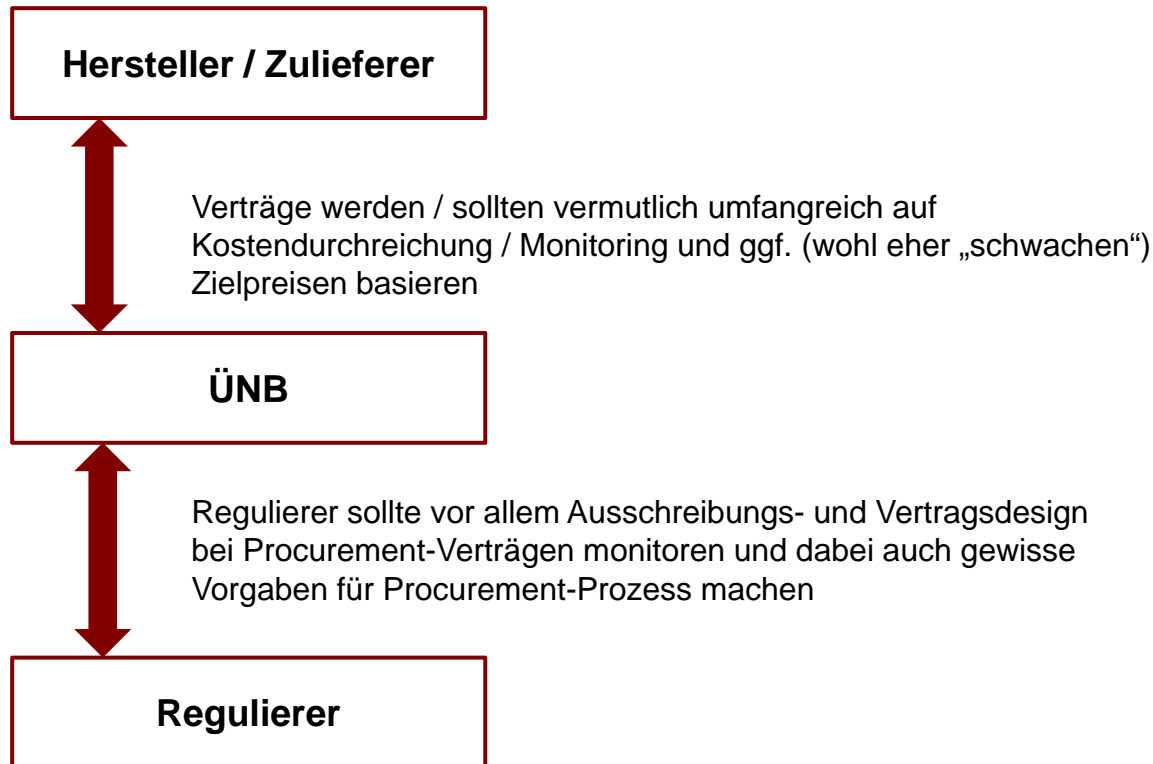 Hersteller / Zulieferer
Verträge werden / sollten vermutlich umfangreich auf
Kostendurchreichung / Monitoring und ggf. (wohl eher „schwachen“)
Zielpreisen basieren
ÜNB
Regulierer sollte vor allem Ausschreibungs- und Vertragsdesign
bei Procurement-Verträgen monitoren und dabei auch gewisse
Vorgaben für Procurement-Prozess machen
Regulierer